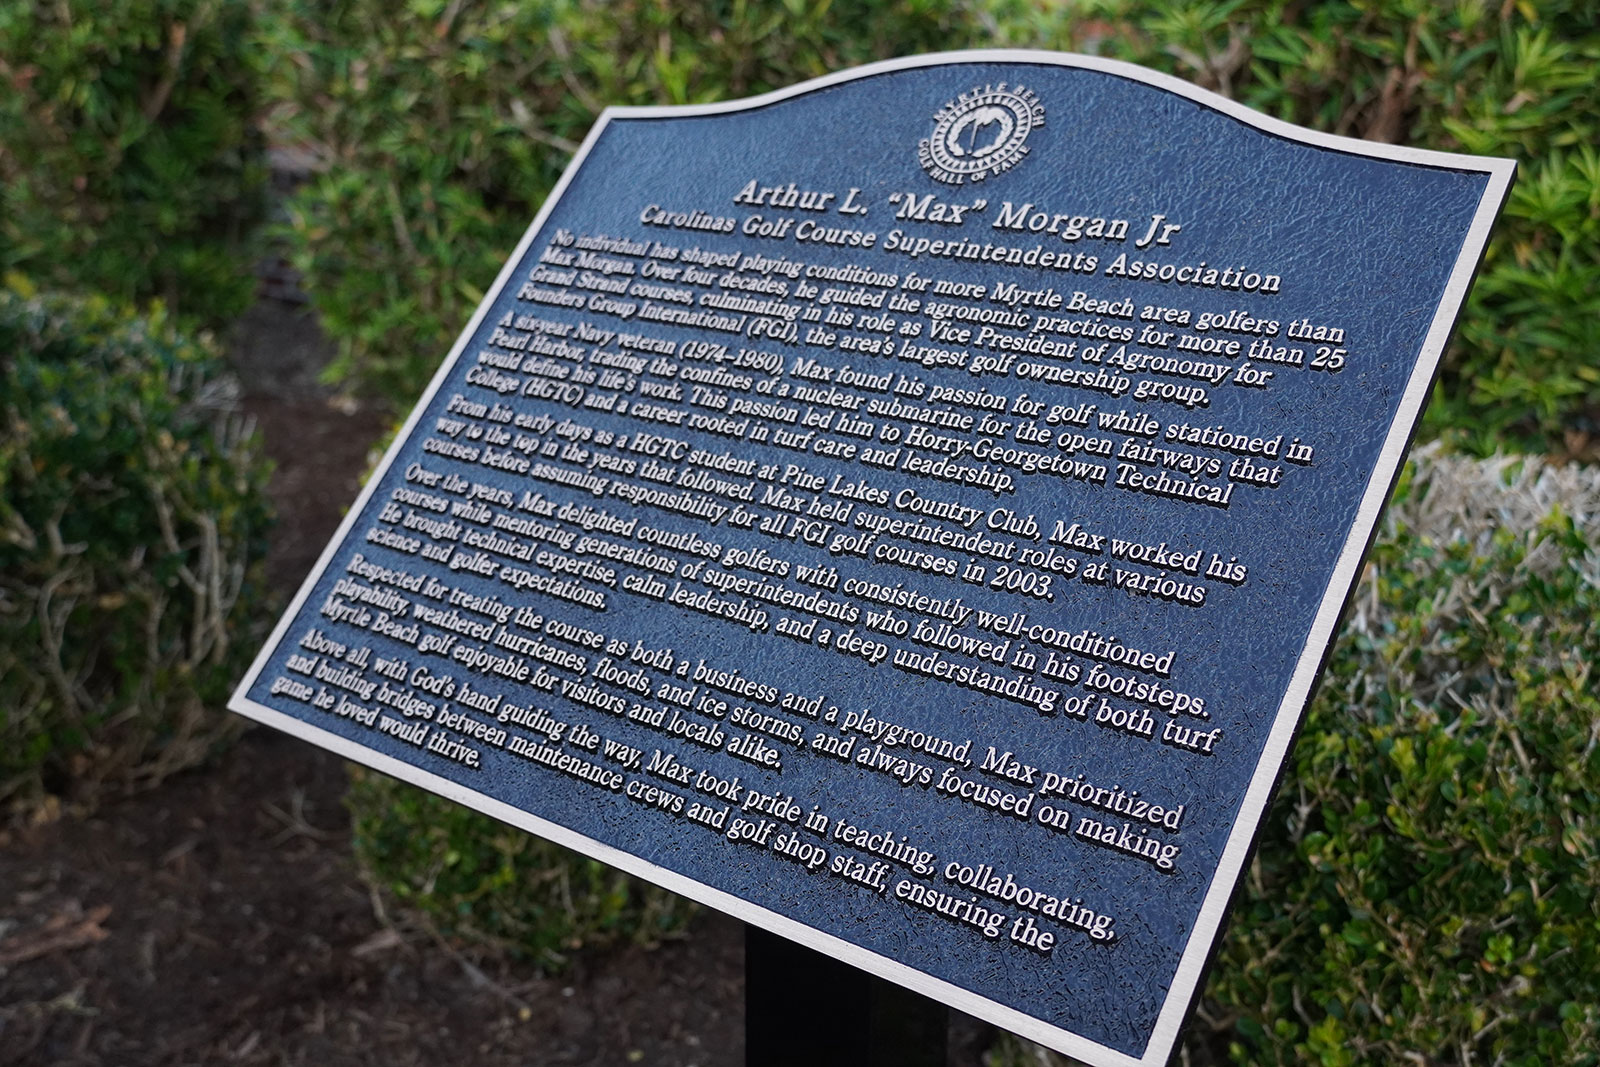 MYRTLE BEACH
GOLF HALL OF FAME
Arthur L. “Max” Morgan Jr
Carolinas Golf Course Superintendents Association
No individual has shaped playing conditions for more Myrtle Beach area golfers than
Max Morgan. Over four decades, he guided the agronomic practices for more than 25
Grand Strand courses, culminating in his role as Vice President of Agronomy for
Founders Group International (FGI), the area’s largest golf ownership group.
A six-year Navy veteran (1974–1980), Max found his passion for golf while stationed in
Pearl Harbor, trading the confines of a nuclear submarine for the open fairways that
would define his life’s work. This passion led him to Horry-Georgetown Technical
College (HGTC) and a career rooted in turf care and leadership.
From his early days as a HGTC student at Pine Lakes Country Club, Max worked his
way to the top in the years that followed. Max held superintendent roles at various
courses before assuming responsibility for all FGI golf courses in 2003.
Over the years, Max delighted countless golfers with consistently well-conditioned
courses while mentoring generations of superintendents who followed in his footsteps.
He brought technical expertise, calm leadership, and a deep understanding of both turf
science and golfer expectations.
Respected for treating the course as both a business and a playground, Max prioritized
playability, weathered hurricanes, floods, and ice storms, and always focused on making
Myrtle Beach golf enjoyable for visitors and locals alike.
Above all, with God’s hand guiding the way, Max took pride in teaching, collaborating,
and building bridges between maintenance crews and golf shop staff, ensuring the
game he loved would thrive.